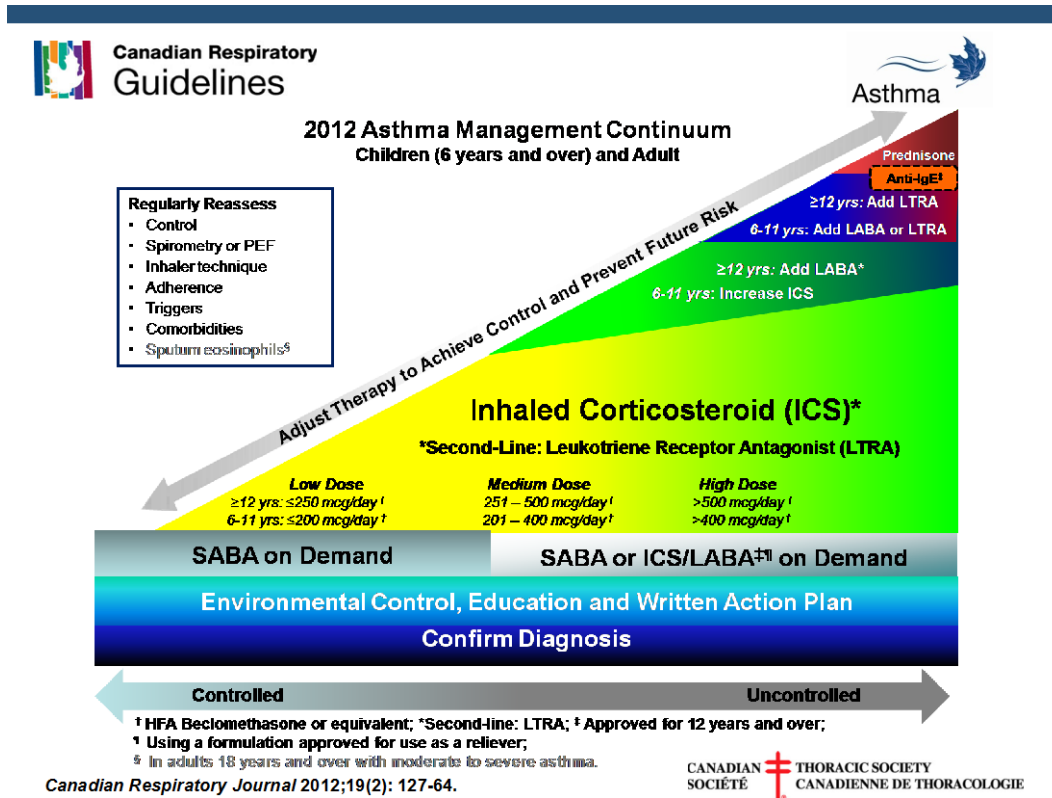 Canadian Respiratory
Guidelines
Asthma
2012 Asthma Management Continuum
Children (6 years and over) and Adult
Regularly Reassess
▪ Control
▪ Spirometry or PEF
▪ Inhaler technique
▪ Adherence
▪ Triggers
▪ Comorbidities
▪ Sputum eosinophils§
Adjust Therapy to Achieve Control and Prevent Future Risk
Prednisone
Anti-IgE‡
≥12 yrs: Add LTRA
6-11 yrs: Add LABA or LTRA
≥12 yrs: Add LABA*
6-11 yrs: Increase ICS
Inhaled Corticosteroid (ICS)*
*Second-Line: Leukotriene Receptor Antagonist (LTRA)
Low Dose Medium Dose High Dose
≥12 yrs: ≤250 mcg/day† 251 – 500 mcg/day† >500 mcg/day†
6-11 yrs: ≤200 mcg/day† 201 – 400 mcg/day† >400 mcg/day†
SABA on Demand SABA or ICS/LABA‡¶ on Demand
Environmental Control, Education and Written Action Plan
Confirm Diagnosis
Controlled Uncontrolled
† HFA Beclomethasone or equivalent; *Second-line: LTRA; ‡ Approved for 12 years and over;
¶ Using a formulation approved for use as a reliever;
§ In adults 18 years and over with moderate to severe asthma.
Canadian Respiratory Journal 2012;19(2): 127-64.
CANADIAN THORACIC SOCIETY
SOCIÉTÉ CANADIENNE DE THORACOLOGIE